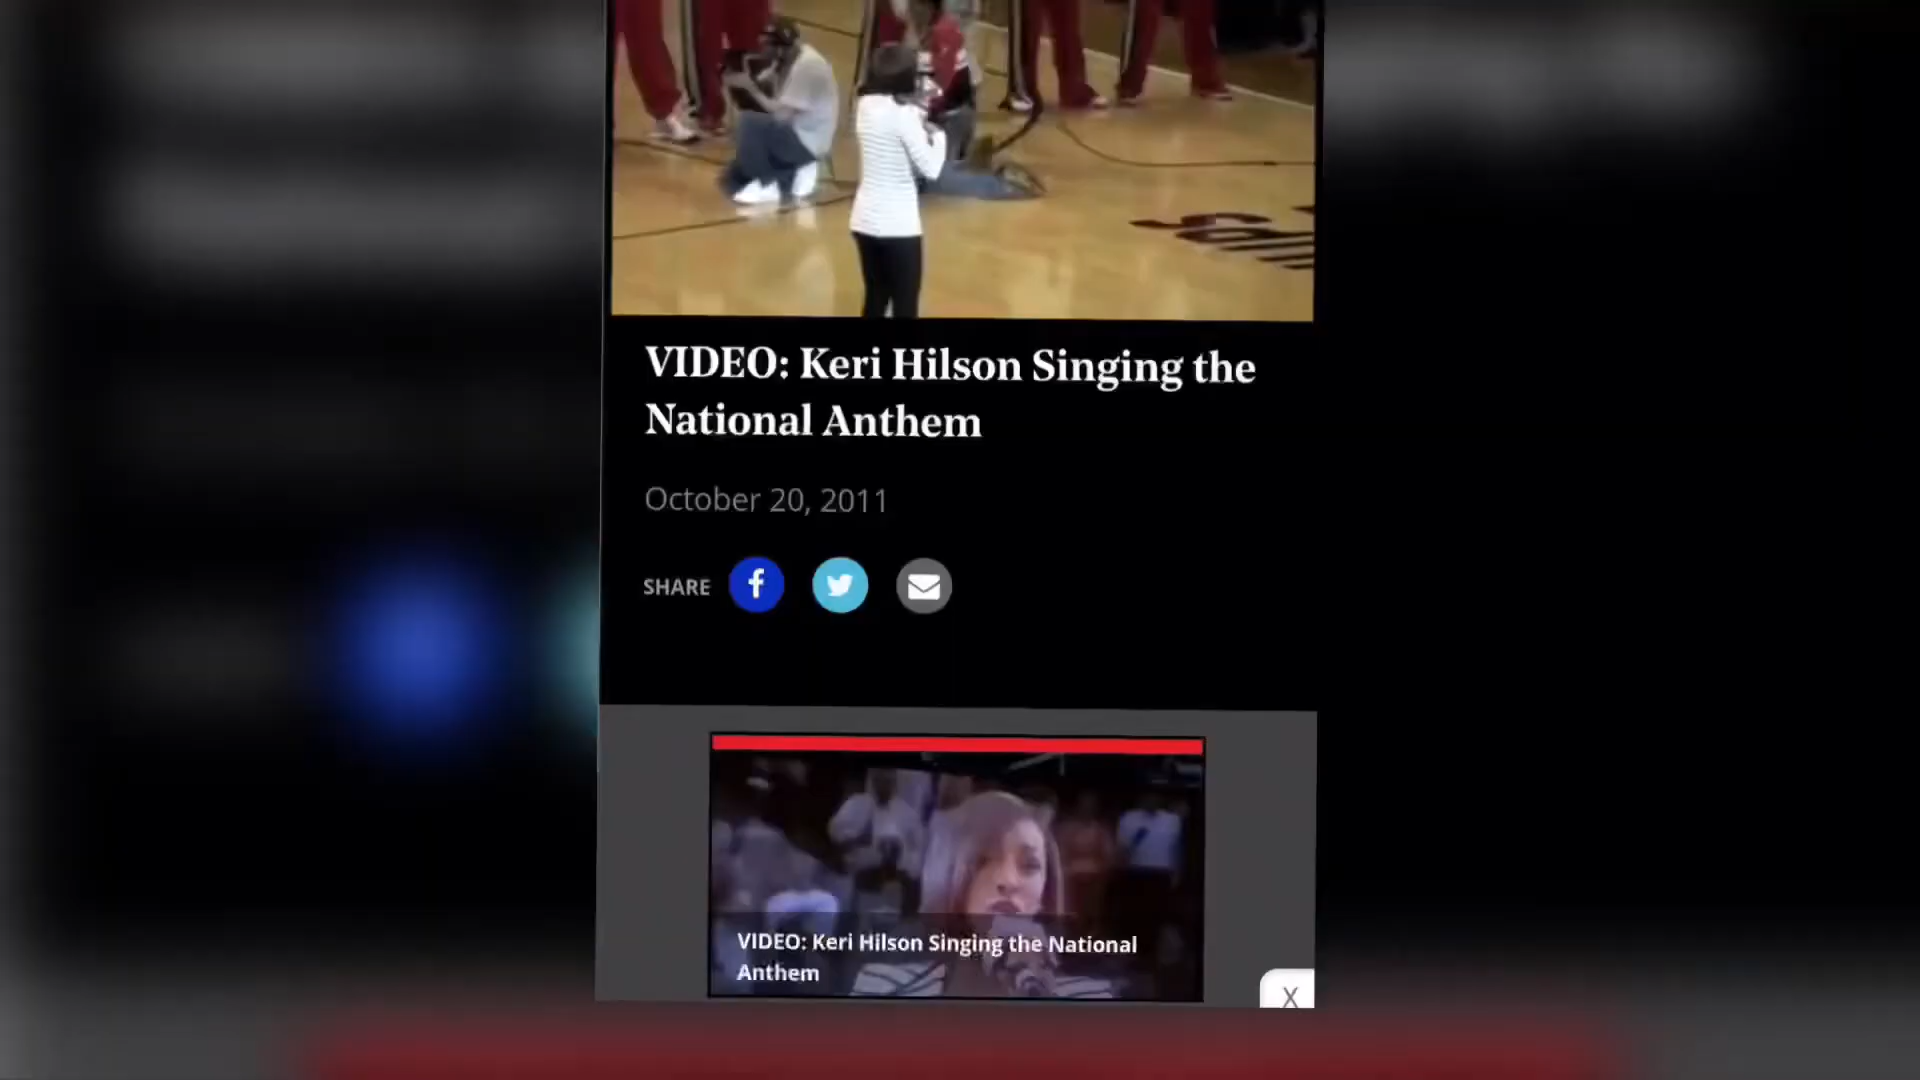 VIDEO: Keri Hilson Singing the
National Anthem
October 20, 2011
SHARE
VIDEO: Keri Hilson Singing the National
Anthem
X